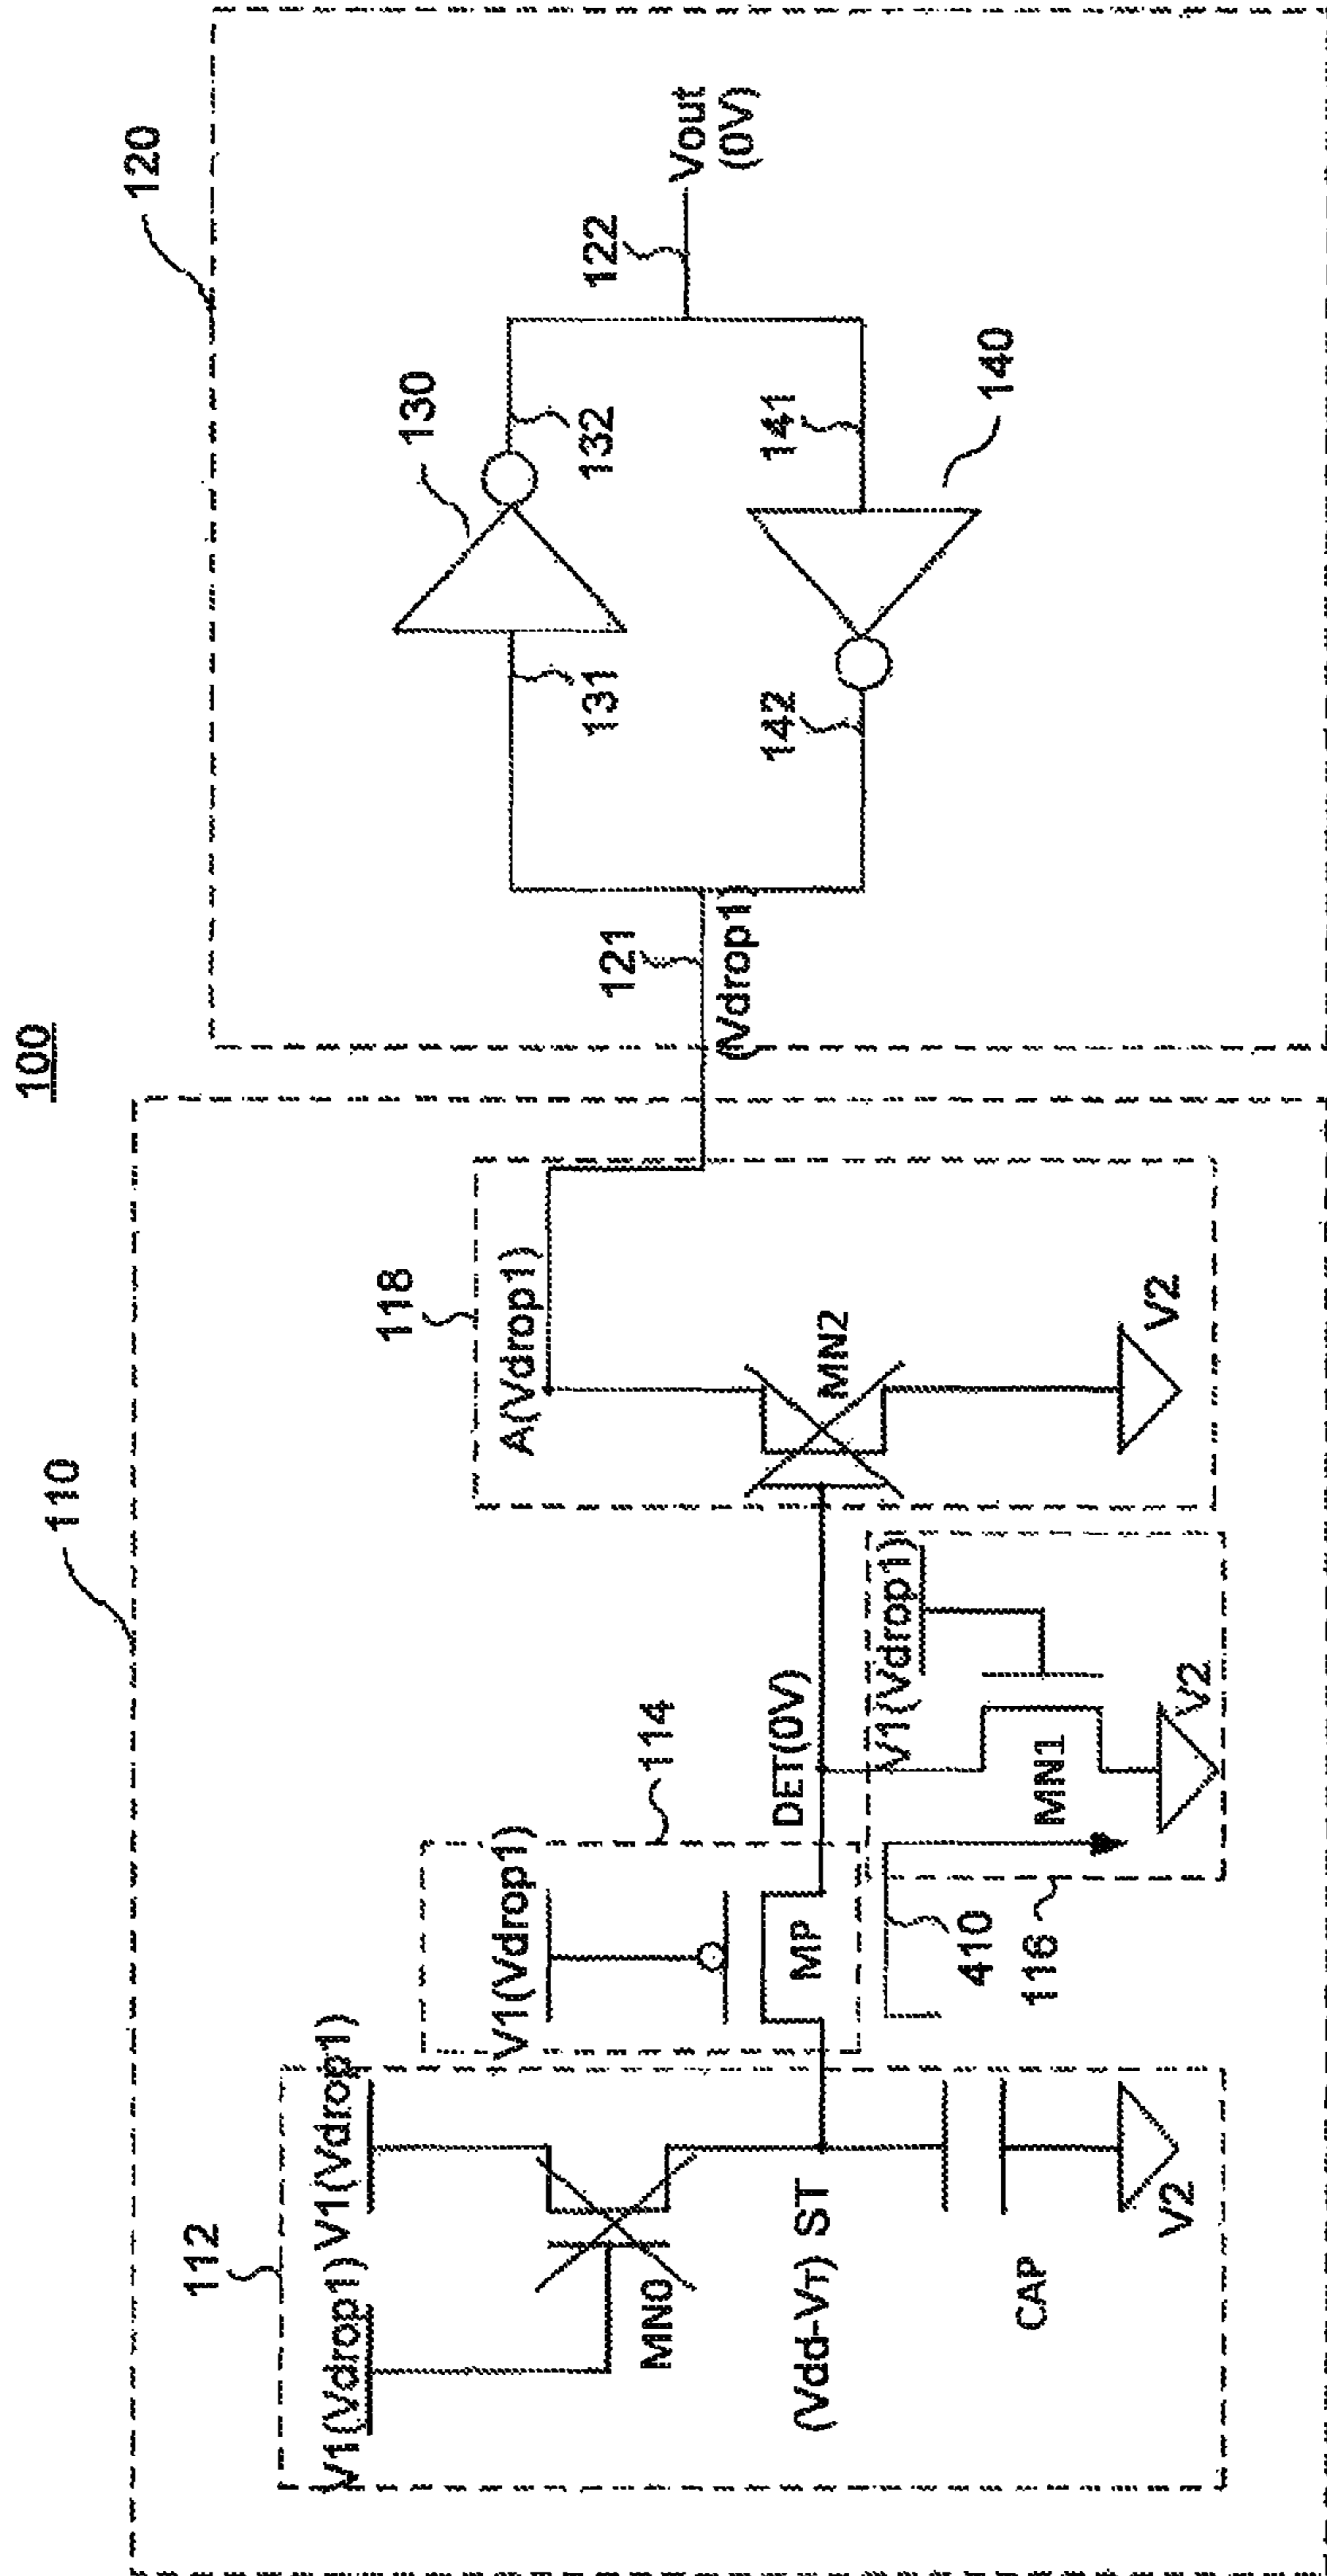 100
110
120
112
V1(Vdrop1)
V1(Vdrop1)
MN0
(Vdd-VT) ST
CAP
V2
114
V1(Vdrop1)
MP
DET(0V)
410
116
V1(Vdrop1)
MN1
V2
118
A(Vdrop1)
MN2
V2
121
(Vdrop1)
130
131
132
142
141
140
122
Vout
(0V)